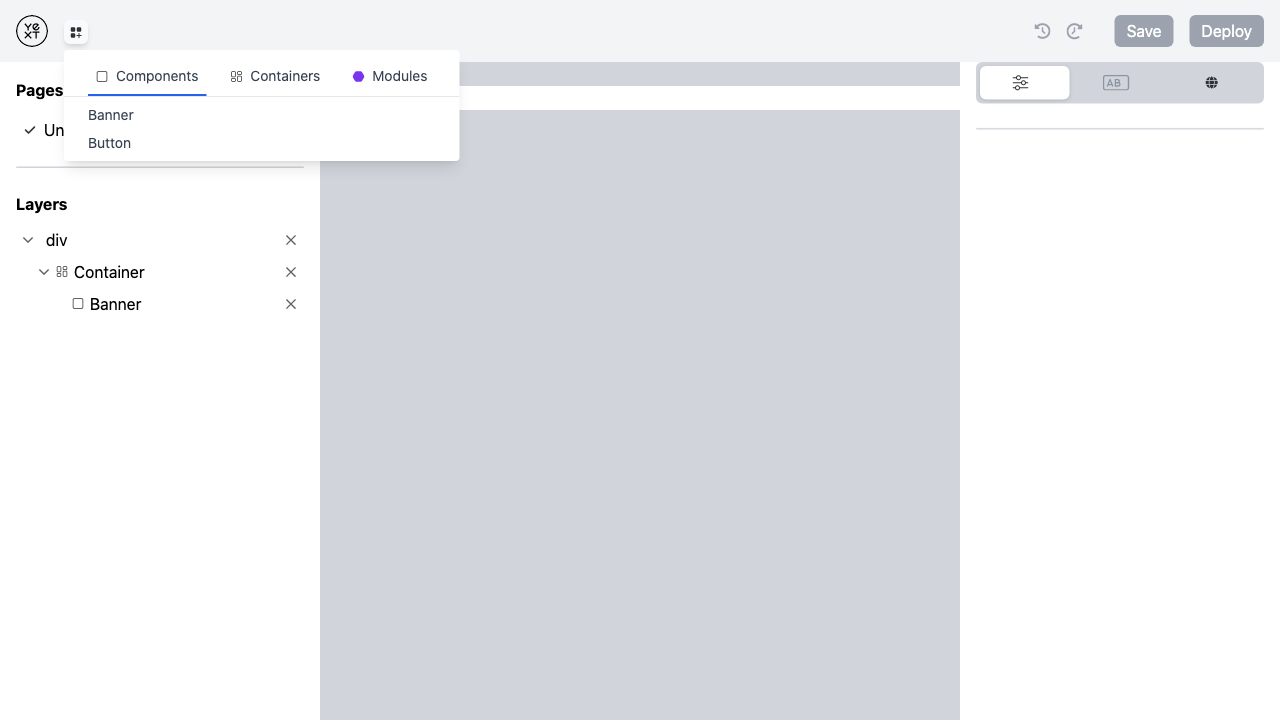 YEXT
Save
Deploy
Components
Containers
Modules
Pages
Banner
Un
Button
AB
Layers
div
Container
Banner